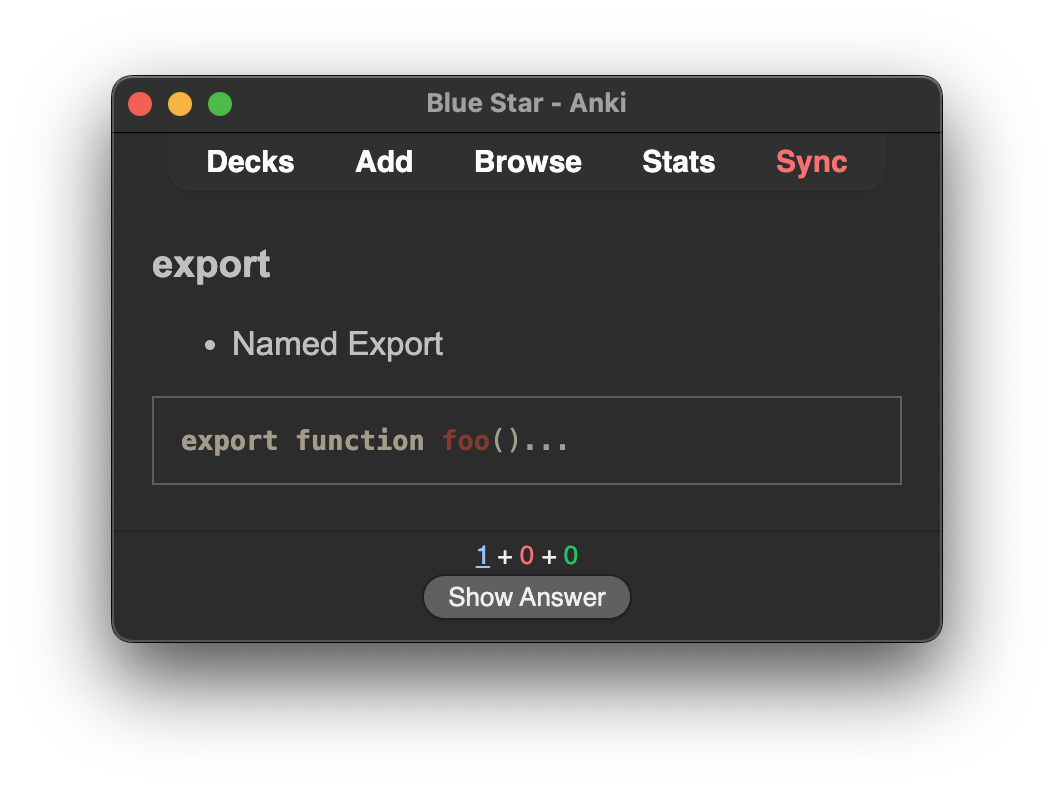 Blue Star - Anki
Decks Add Browse Stats Sync
export
• Named Export
export function foo()...
1 + 0 + 0
Show Answer